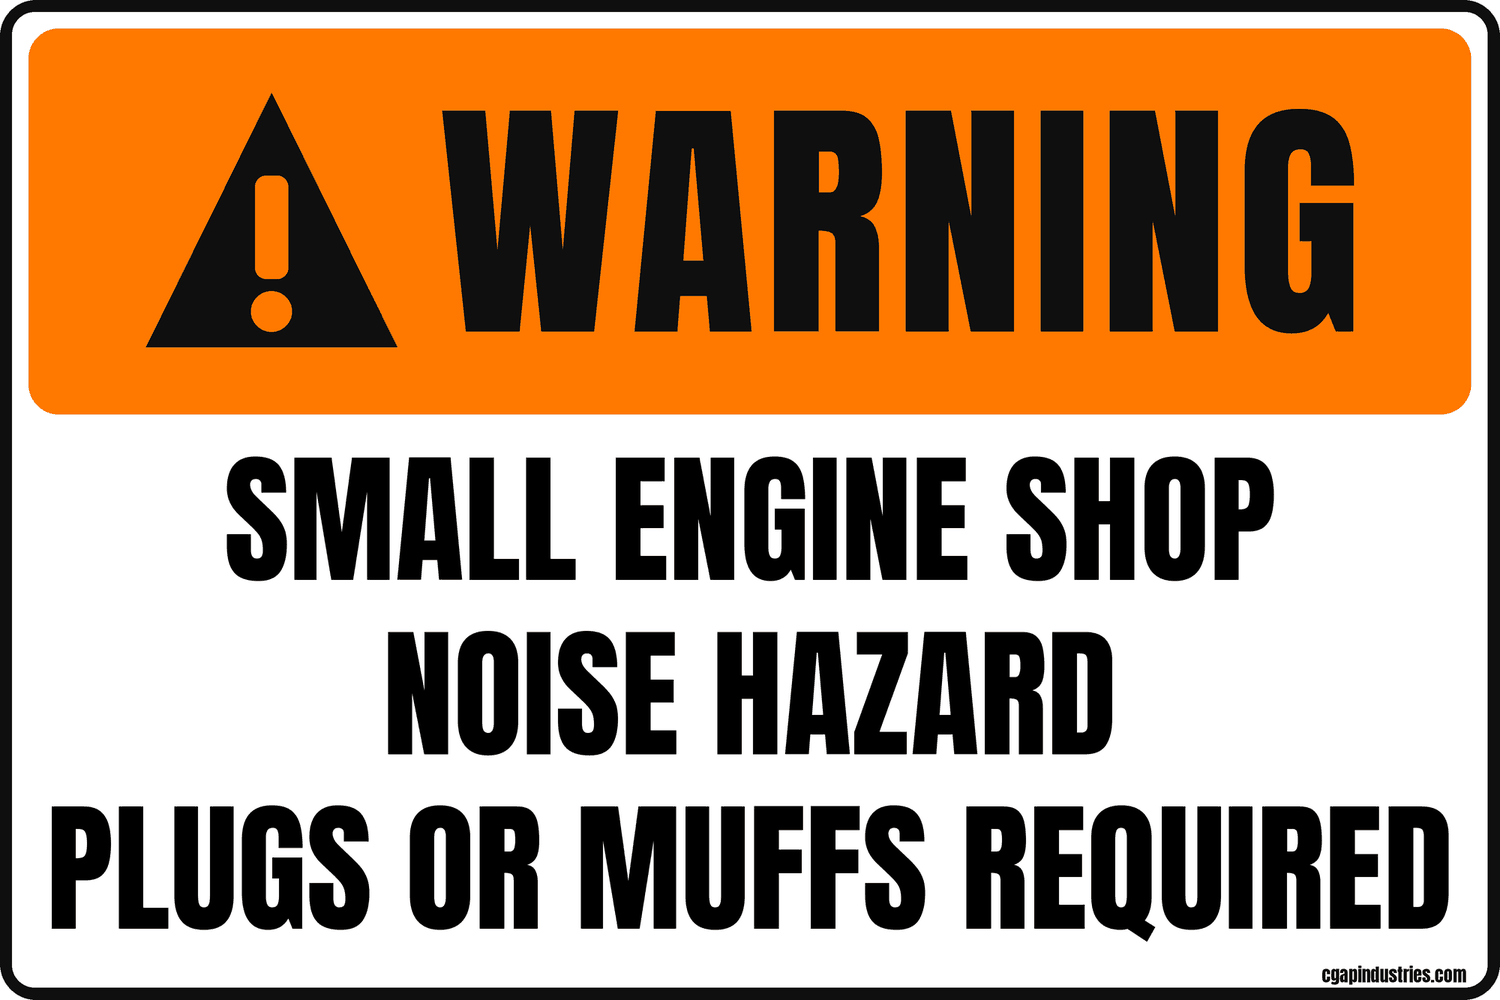 WARNING
SMALL ENGINE SHOP
NOISE HAZARD
PLUGS OR MUFFS REQUIRED
cgapindustries.com